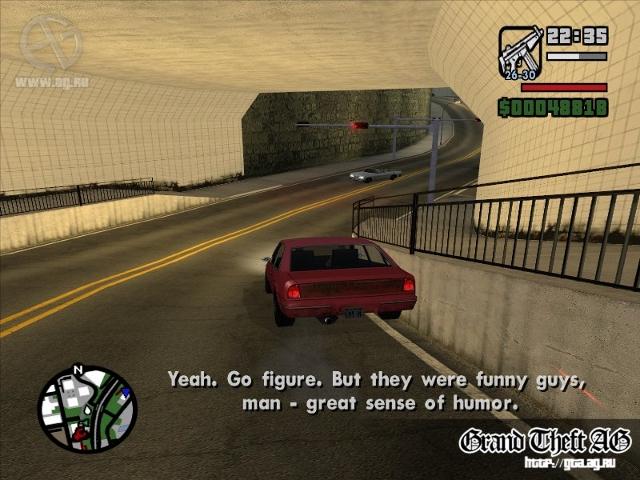 22:35
www.ag.ru
26-30
$00048818
N
Yeah. Go figure. But they were funny guys,
man - great sense of humor.
Grand Theft AG
http://gta.ag.ru